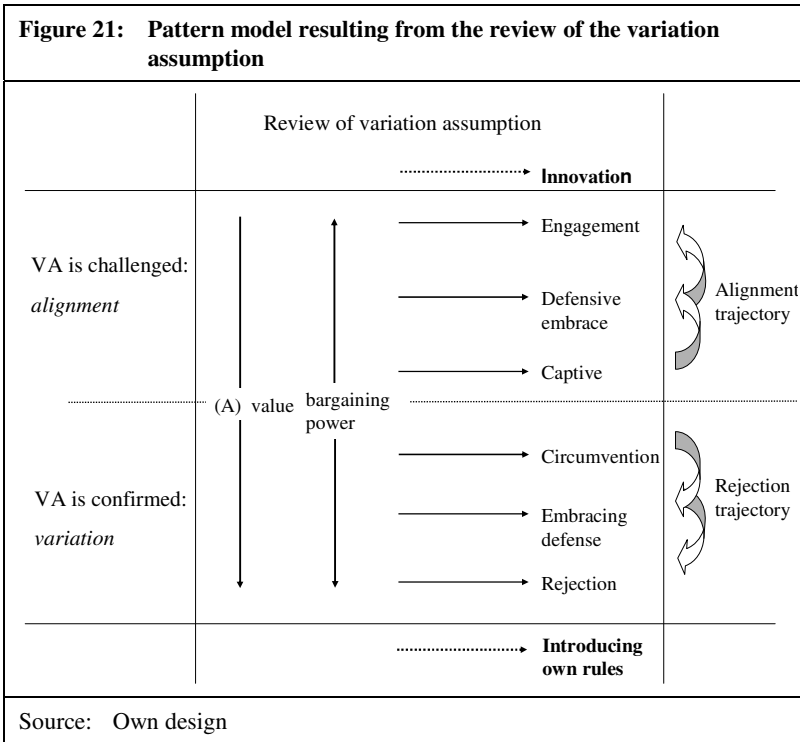 Figure 21: Pattern model resulting from the review of the variation
assumption
Review of variation assumption
Innovation
VA is challenged:
alignment
Engagement
Defensive
embrace
Captive
Alignment
trajectory
(A) value
bargaining
power
VA is confirmed:
variation
Circumvention
Embracing
defense
Rejection
Rejection
trajectory
Introducing
own rules
Source: Own design